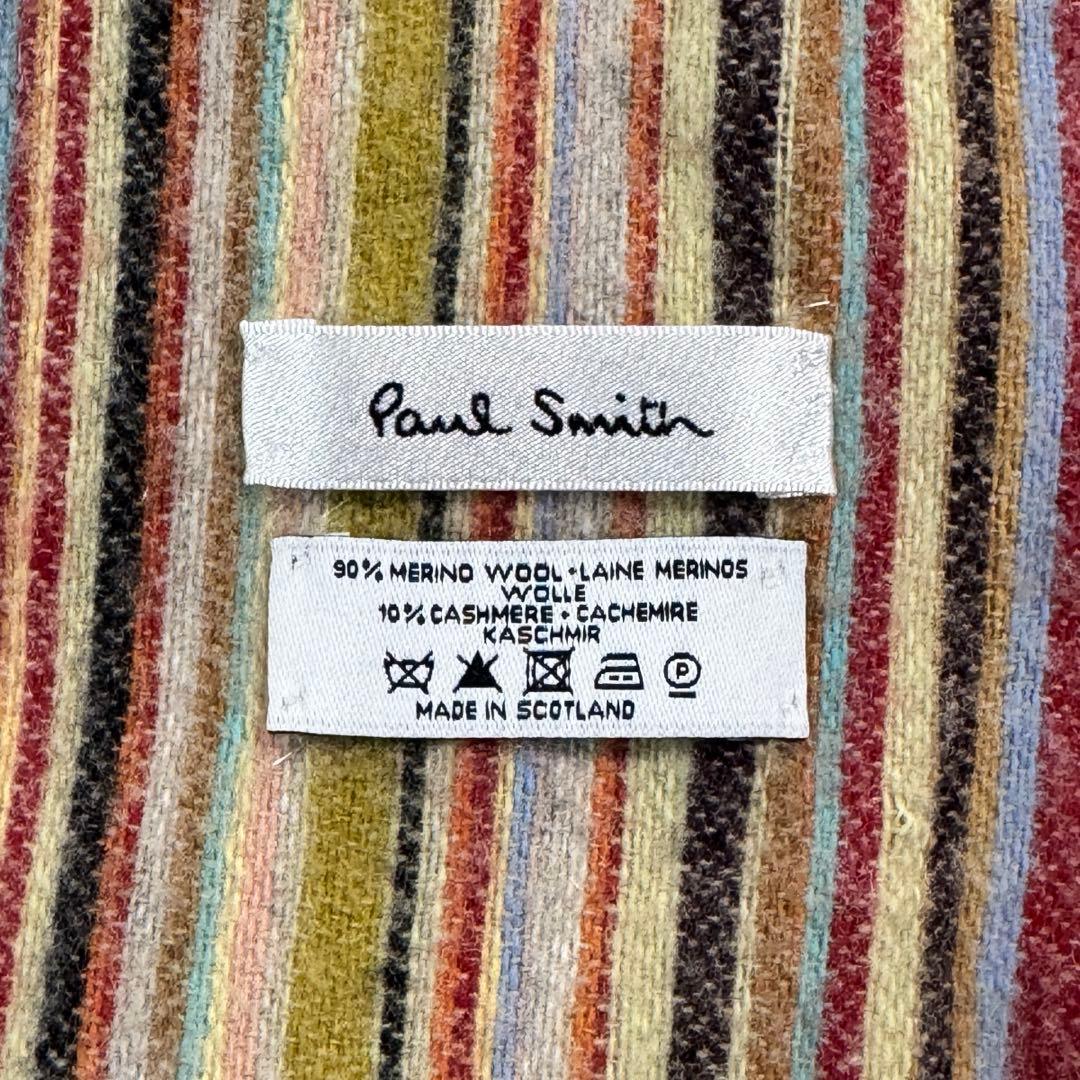 Paul Smith
90% MERINO WOOL • LAINE MERINOS
WOLLE
10% CASHMERE • CACHEMIRE
KASCHMIR
P
MADE IN SCOTLAND